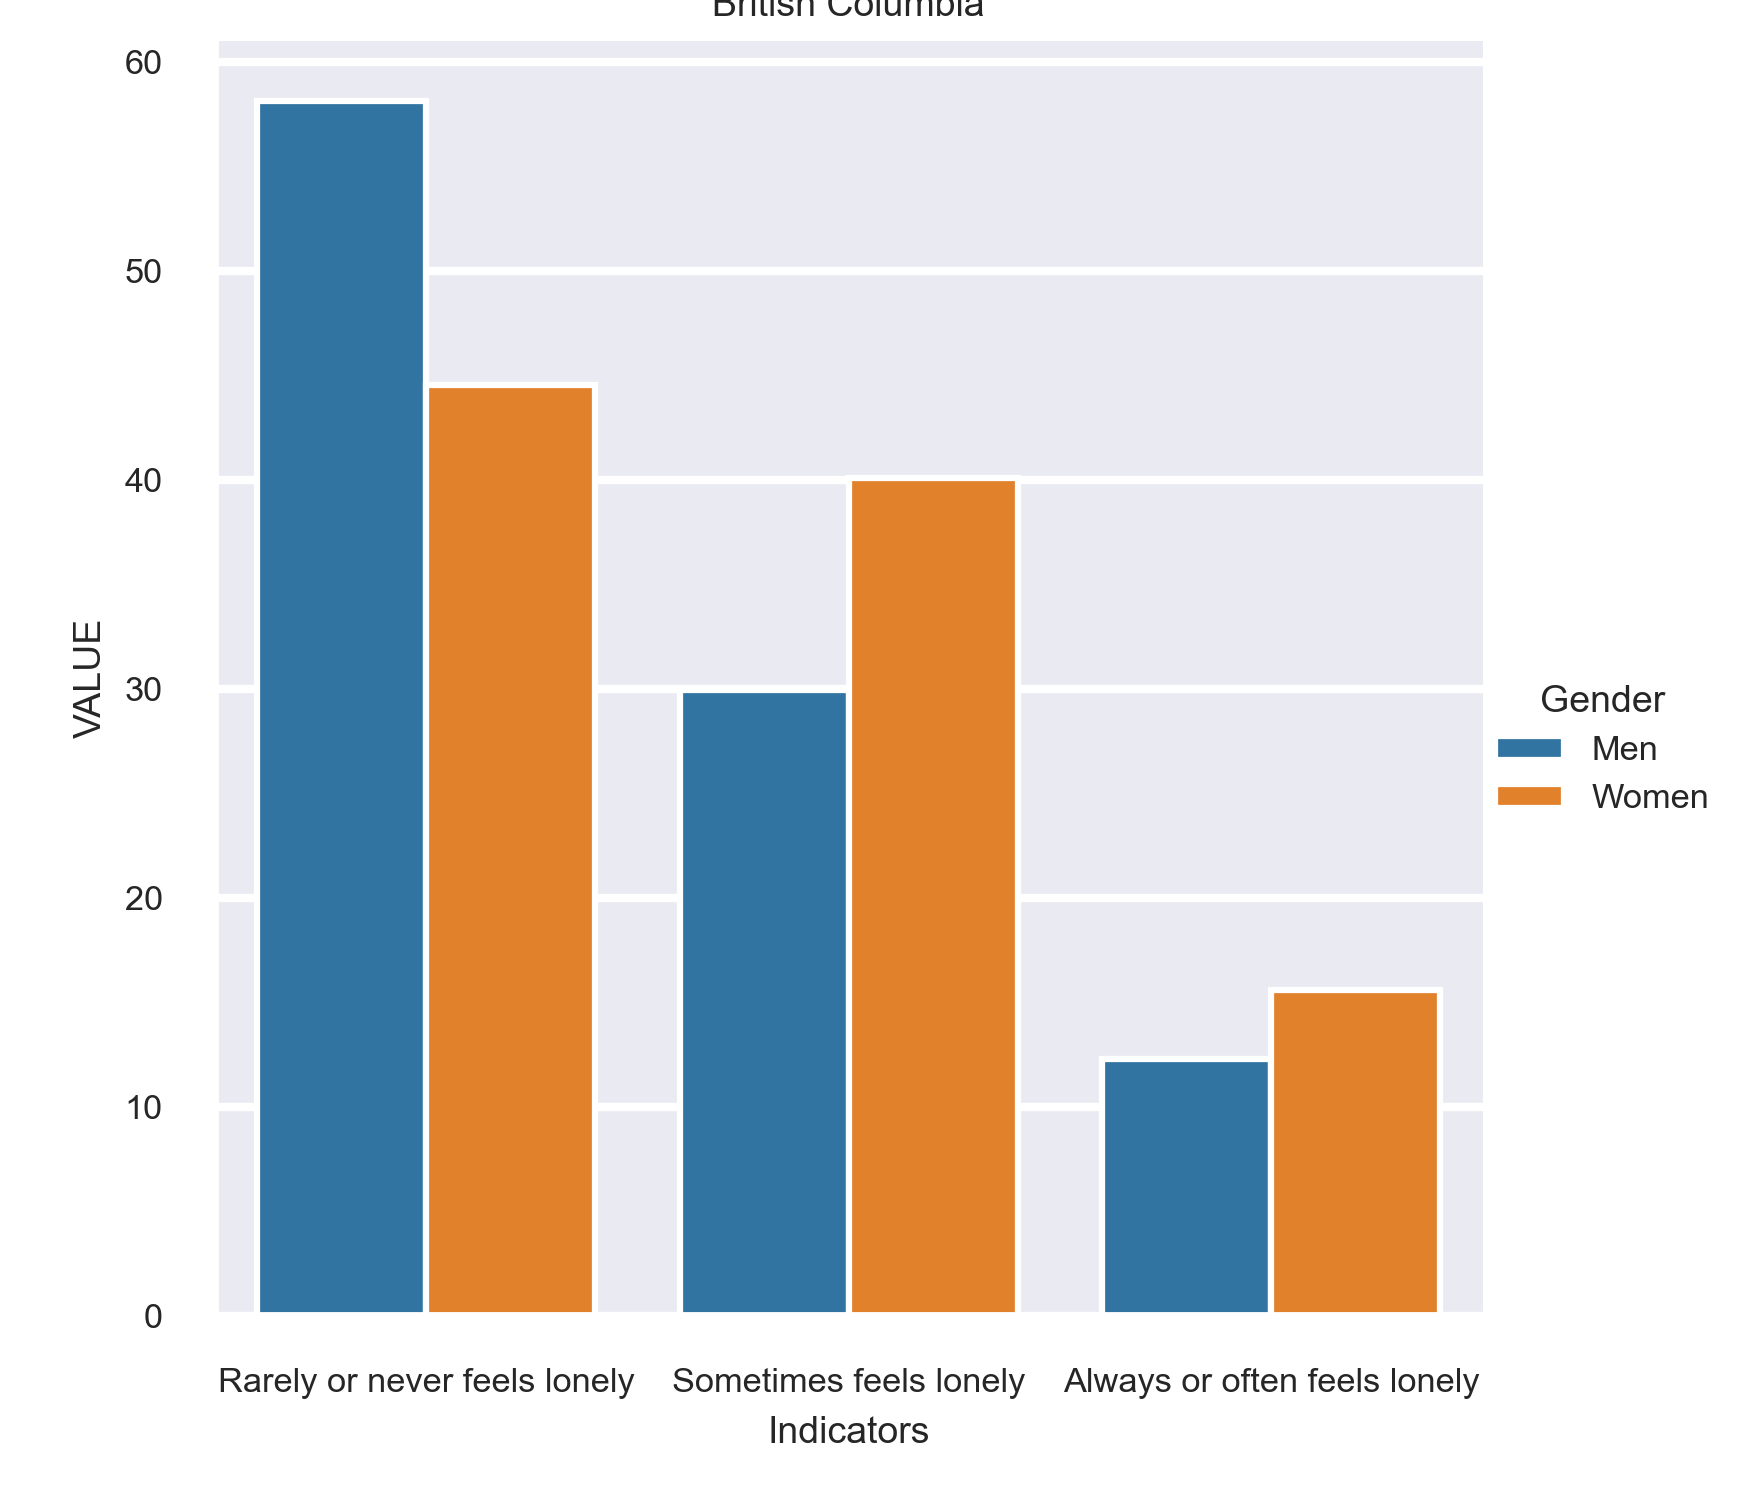 British Columbia
60
50
40
30
20
10
0
VALUE
Rarely or never feels lonely
Sometimes feels lonely
Always or often feels lonely
Indicators
Gender
Men
Women